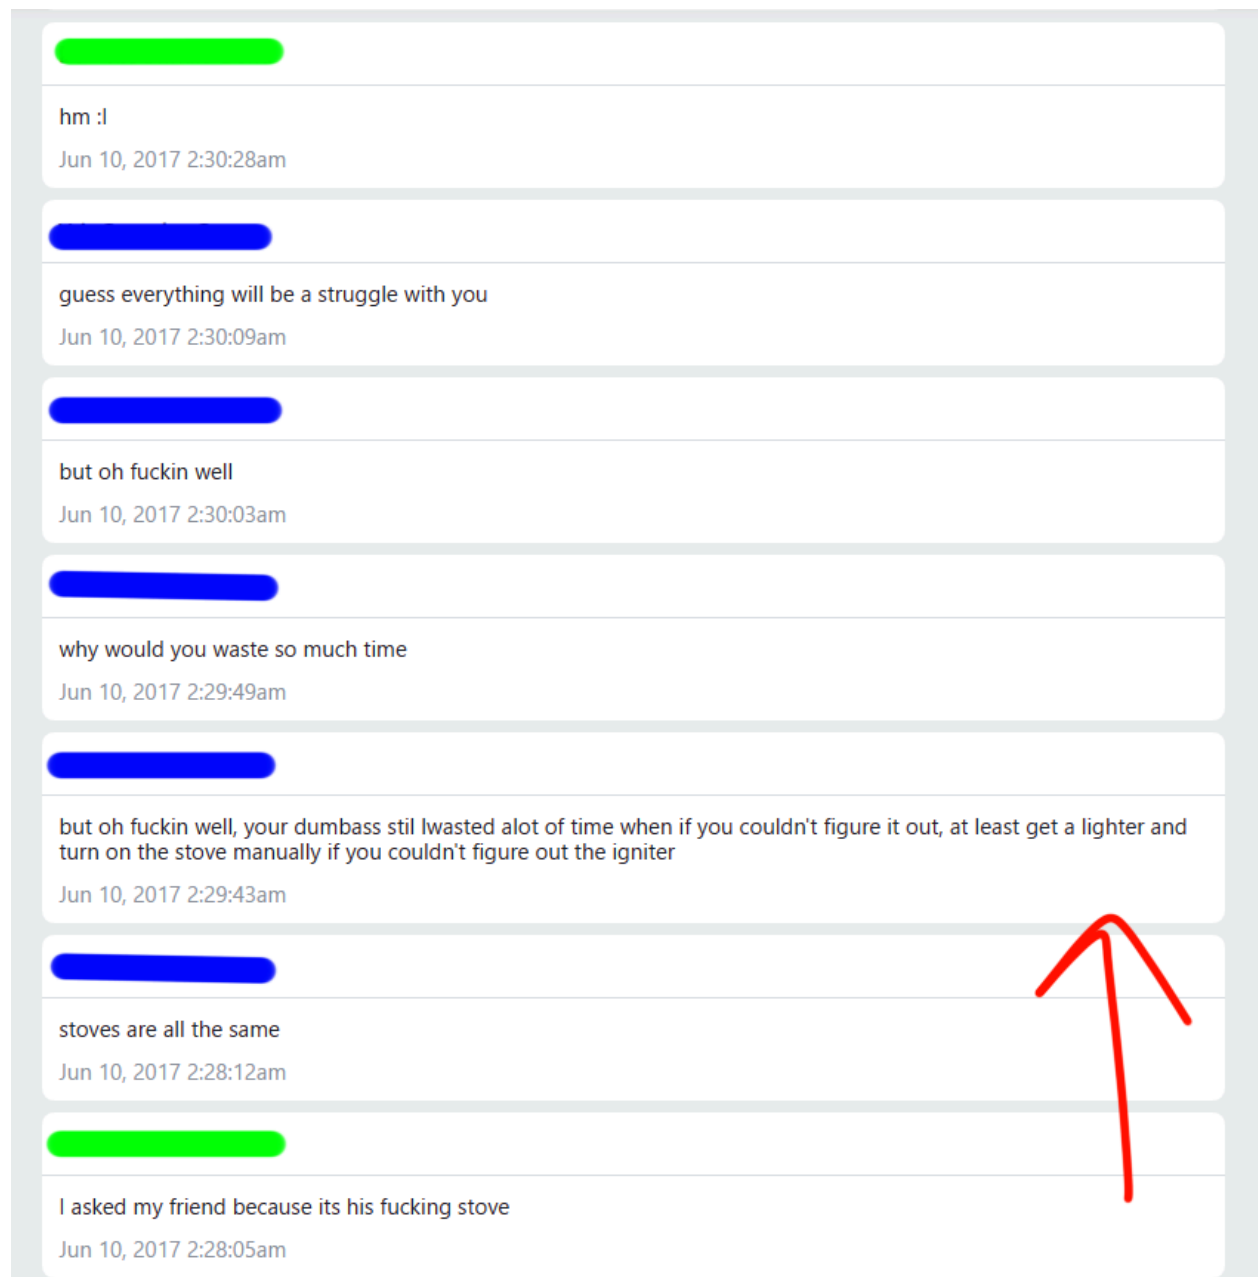 hm :l
Jun 10, 2017 2:30:28am
guess everything will be a struggle with you
Jun 10, 2017 2:30:09am
but oh fuckin well
Jun 10, 2017 2:30:03am
why would you waste so much time
Jun 10, 2017 2:29:49am
but oh fuckin well, your dumbass stil lwasted alot of time when if you couldn't figure it out, at least get a lighter and
turn on the stove manually if you couldn't figure out the igniter
Jun 10, 2017 2:29:43am
stoves are all the same
Jun 10, 2017 2:28:12am
I asked my friend because its his fucking stove
Jun 10, 2017 2:28:05am